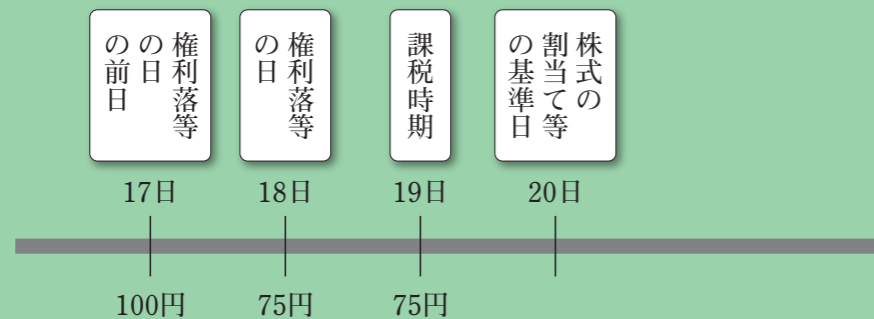 権利落等
の日
の前日
権利落等
の日
課税時期
株式の
割当て等
の基準日
17日
18日
19日
20日
100円
75円
75円